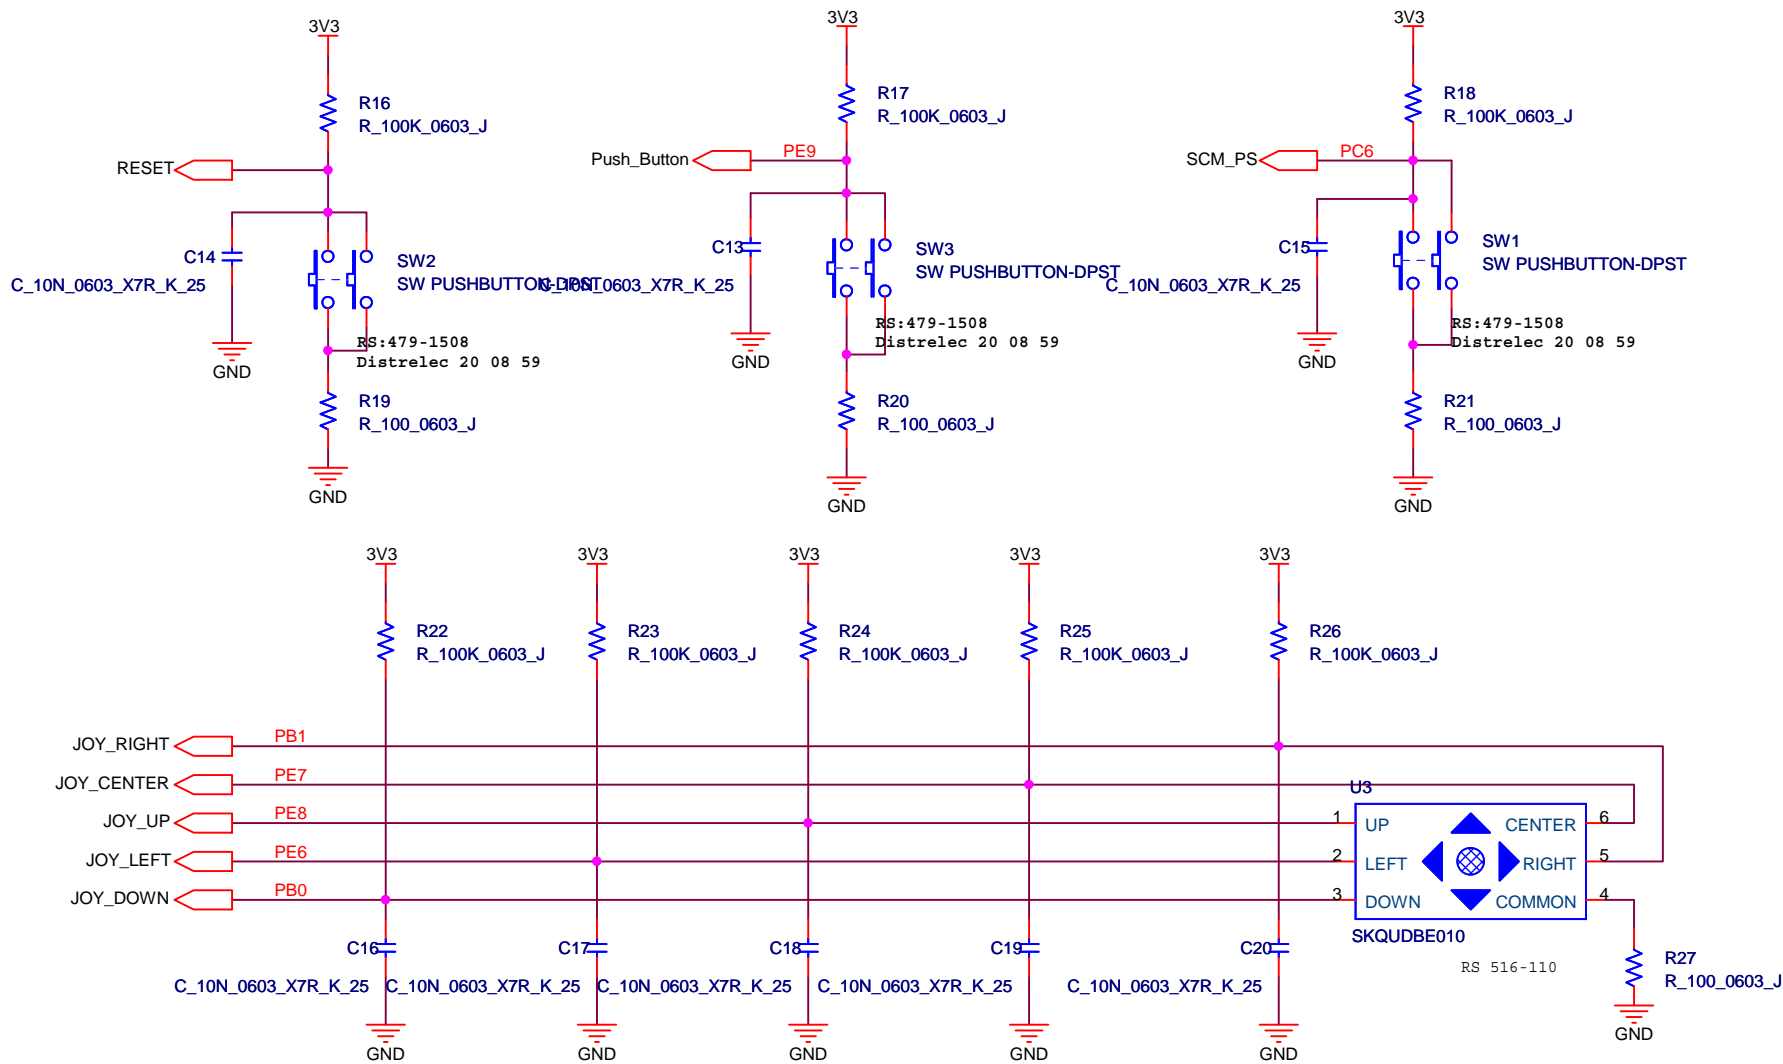 3V3
R16
R_100K_0603_J
RESET
C14
C_10N_0603_X7R_K_25
SW2
SW PUSHBUTTON-DPST
RS:479-1508
Distrelec 20 08 59
GND
R19
R_100_0603_J
GND
3V3
R17
R_100K_0603_J
Push_Button
PE9
C13
C_10N_0603_X7R_K_25
SW3
SW PUSHBUTTON-DPST
RS:479-1508
Distrelec 20 08 59
GND
R20
R_100_0603_J
GND
3V3
R18
R_100K_0603_J
SCM_PS
PC6
C15
C_10N_0603_X7R_K_25
SW1
SW PUSHBUTTON-DPST
RS:479-1508
Distrelec 20 08 59
GND
R21
R_100_0603_J
GND
3V3
3V3
3V3
3V3
3V3
R22
R_100K_0603_J
R23
R_100K_0603_J
R24
R_100K_0603_J
R25
R_100K_0603_J
R26
R_100K_0603_J
JOY_RIGHT
PB1
JOY_CENTER
PE7
JOY_UP
PE8
JOY_LEFT
PE6
JOY_DOWN
PB0
U3
1 UP CENTER 6
2 LEFT RIGHT 5
3 DOWN COMMON 4
SKQUDBE010
RS 516-110
R27
R_100_0603_J
GND
C16
C_10N_0603_X7R_K_25
C17
C_10N_0603_X7R_K_25
C18
C_10N_0603_X7R_K_25
C19
C_10N_0603_X7R_K_25
C20
C_10N_0603_X7R_K_25
GND
GND
GND
GND
GND